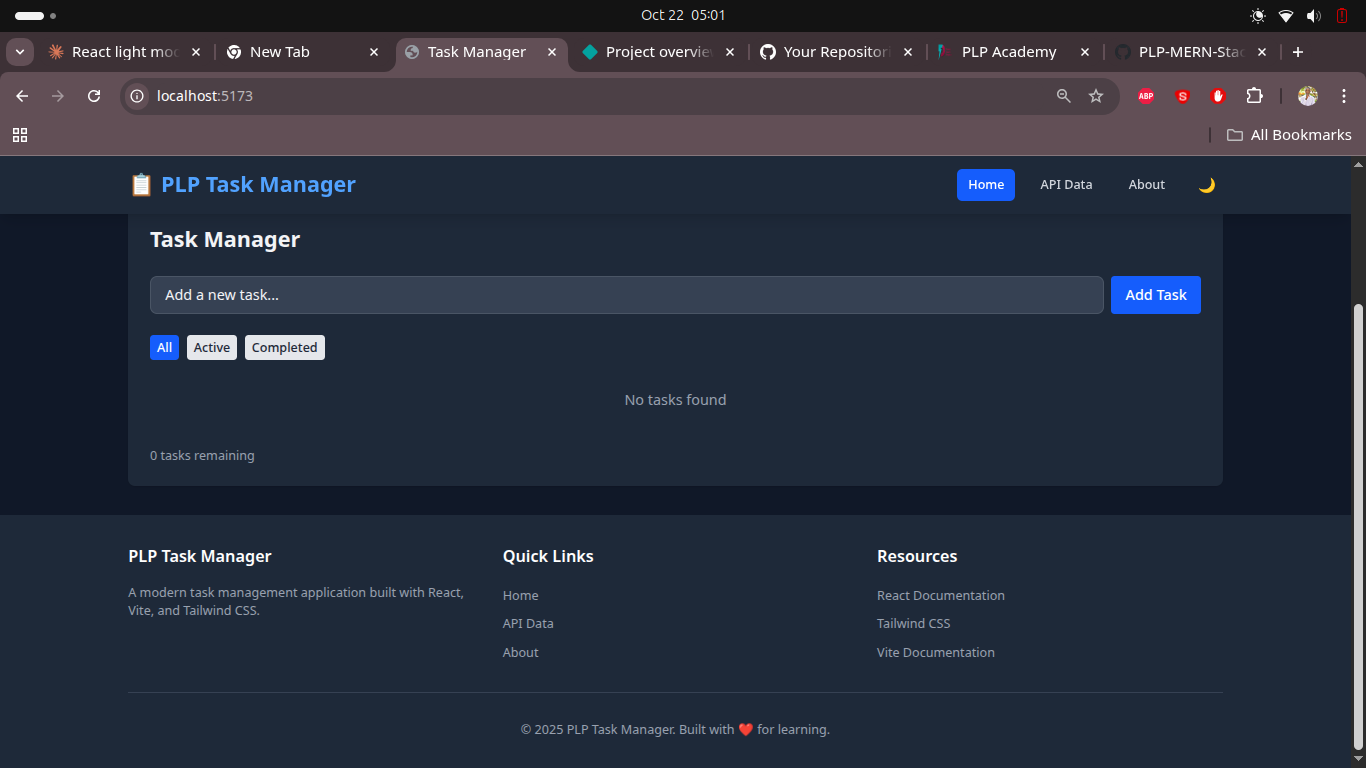 Oct 22 05:01
React light mod
New Tab
Task Manager
Project overvie
Your Repositori
PLP Academy
PLP-MERN-Stac
localhost:5173
ABP
S
All Bookmarks
PLP Task Manager
Home
API Data
About
Task Manager
Add a new task...
Add Task
All
Active
Completed
No tasks found
0 tasks remaining
PLP Task Manager
A modern task management application built with React,
Vite, and Tailwind CSS.
Quick Links
Home
API Data
About
Resources
React Documentation
Tailwind CSS
Vite Documentation
© 2025 PLP Task Manager. Built with ❤️ for learning.